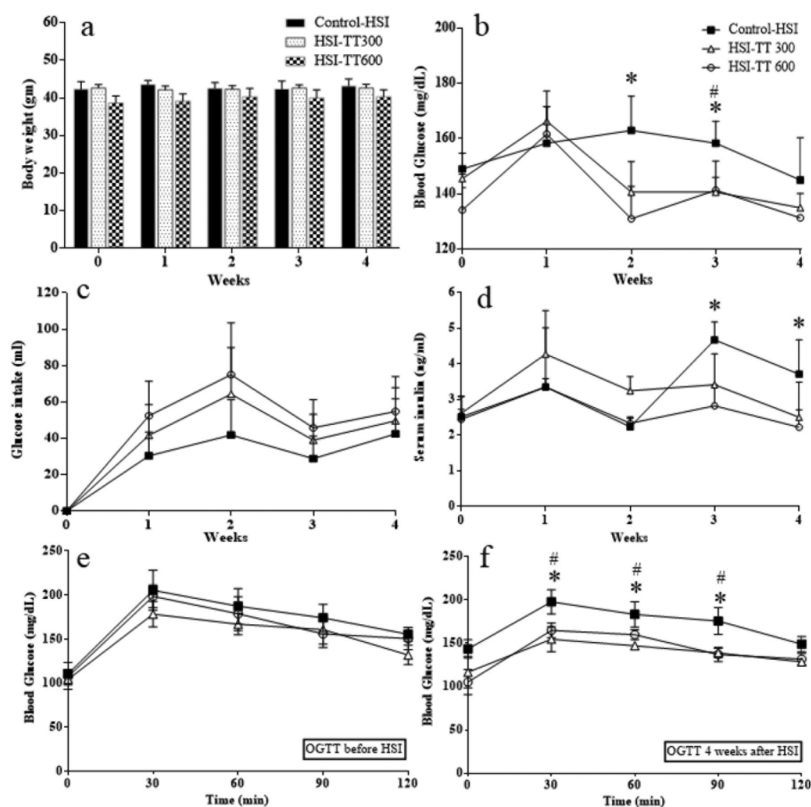 a
Control-HSI
HSI-TT300
HSI-TT600
Body weight (gm)
60
50
40
30
20
10
0
0 1 2 3 4
Weeks
b
Control-HSI
HSI-TT 300
HSI-TT 600
Blood Glucose (mg/dL)
200
180
160
140
120
*
#
*
0 1 2 3 4
Weeks
c
Glucose intake (ml)
120
100
80
60
40
20
0
0 1 2 3 4
Weeks
d
Serum insulin (ng/ml)
6
5
4
3
2
1
0
*
*
0 1 2 3 4
Weeks
e
Blood Glucose (mg/dL)
250
200
150
100
50
0
OGTT before HSI
0 30 60 90 120
Time (min)
f
Blood Glucose (mg/dL)
250
200
150
100
50
0
# # #
* * *
OGTT 4 weeks after HSI
0 30 60 90 120
Time (min)